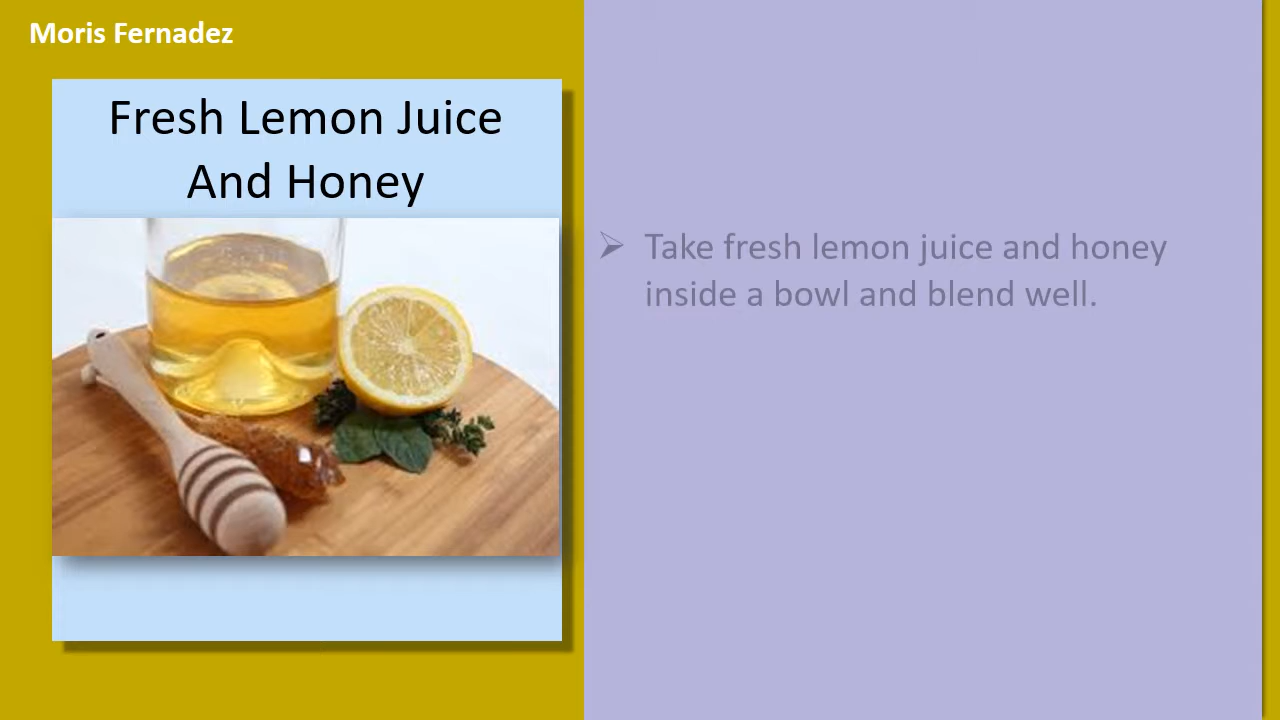 Moris Fernadez
Fresh Lemon Juice
And Honey
➢ Take fresh lemon juice and honey
inside a bowl and blend well.